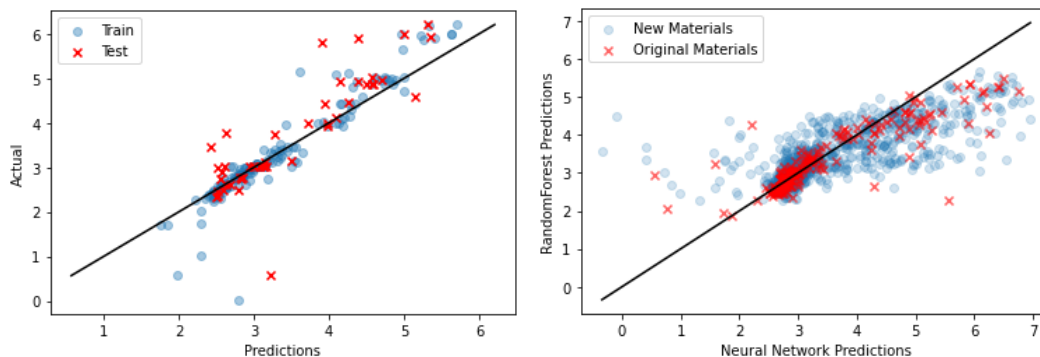 Train
Test
Actual
6
5
4
3
2
1
0
1 2 3 4 5 6
Predictions
New Materials
Original Materials
RandomForest Predictions
7
6
5
4
3
2
1
0
0 1 2 3 4 5 6 7
Neural Network Predictions